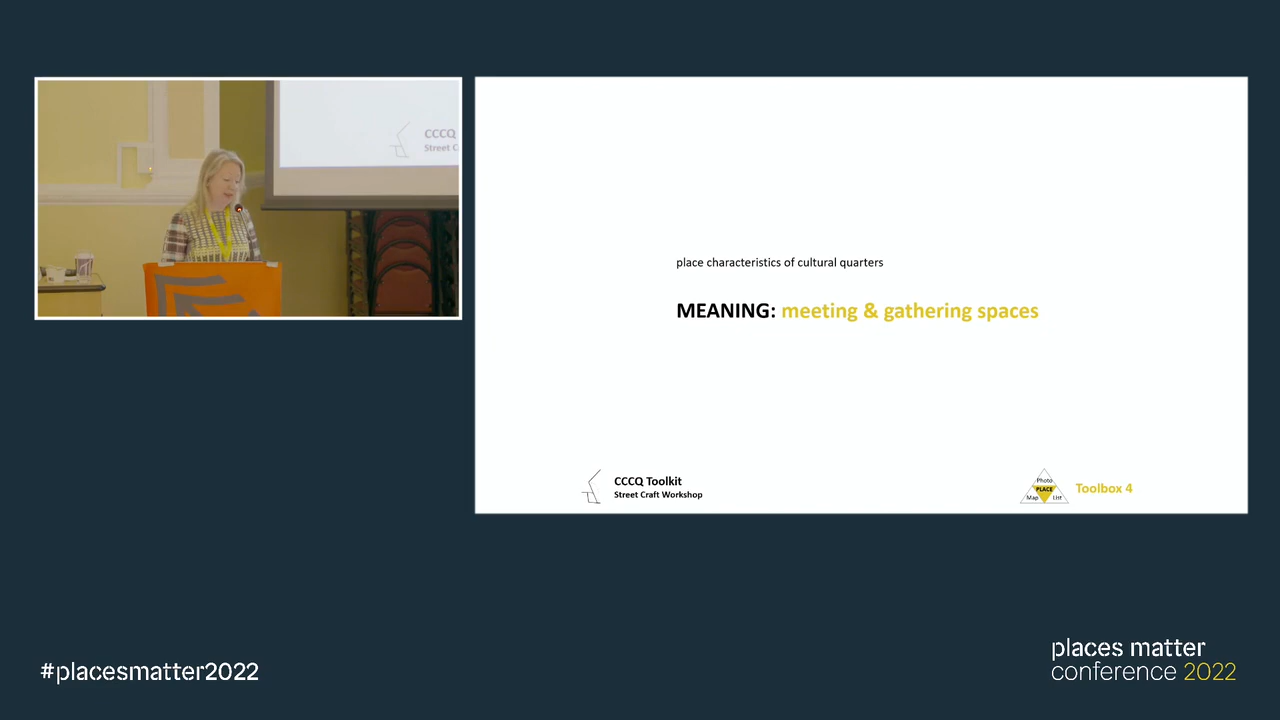 CCCQ
Street C
place characteristics of cultural quarters
MEANING: meeting & gathering spaces
CCCQ Toolkit
Street Craft Workshop
Photo
PLACE
Map List
Toolbox 4
#placesmatter2022
places matter
conference 2022